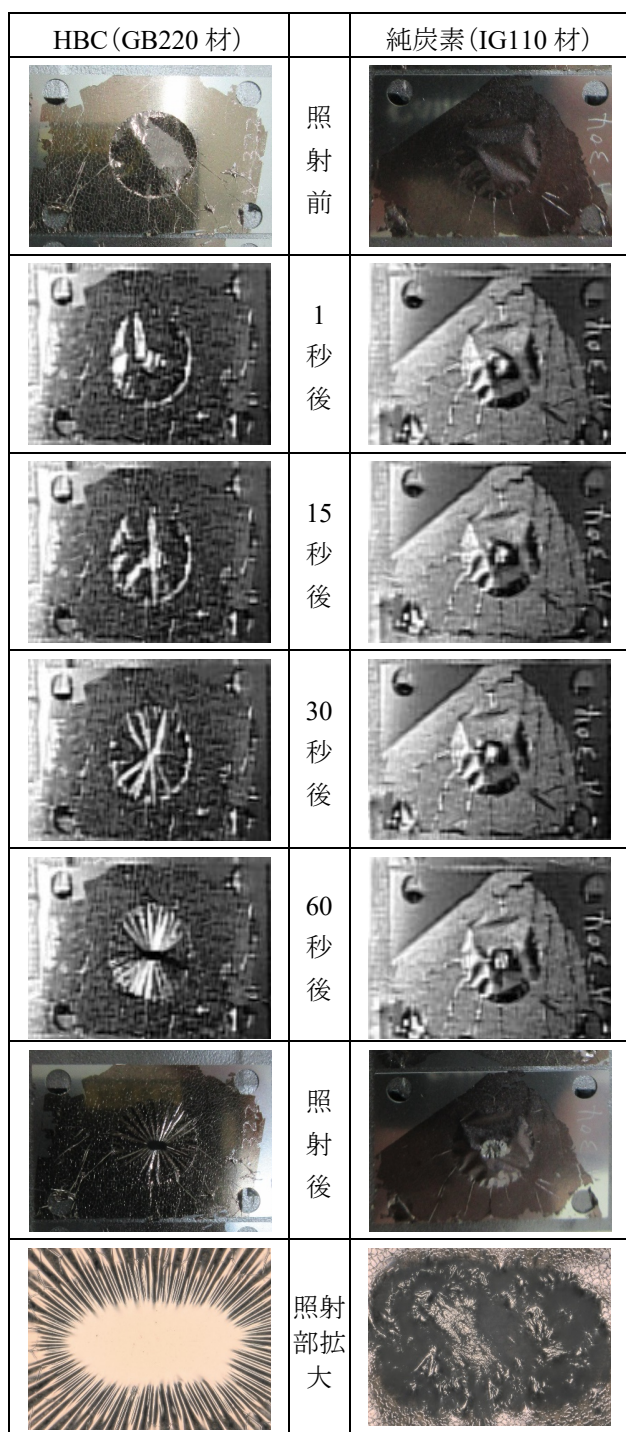 HBC(GB220 材)
純炭素(IG110 材)
照
射
前
1
秒
後
15
秒
後
30
秒
後
60
秒
後
照
射
後
照射
部拡
大